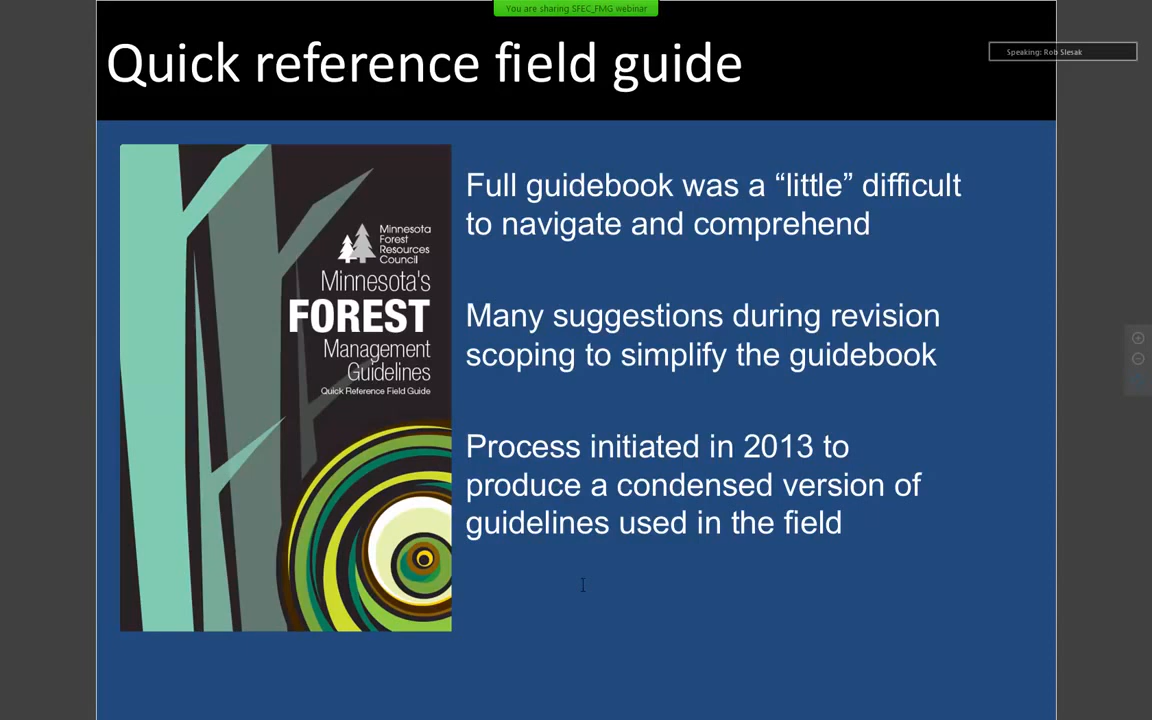 You are sharing SFEC_FMG webinar
Quick reference field guide
Speaking: Rob Slesak
Minnesota
Forest
Resources
Council
Minnesota's
FOREST
Management
Guidelines
Quick Reference Field Guide
Full guidebook was a “little” difficult
to navigate and comprehend
Many suggestions during revision
scoping to simplify the guidebook
Process initiated in 2013 to
produce a condensed version of
guidelines used in the field